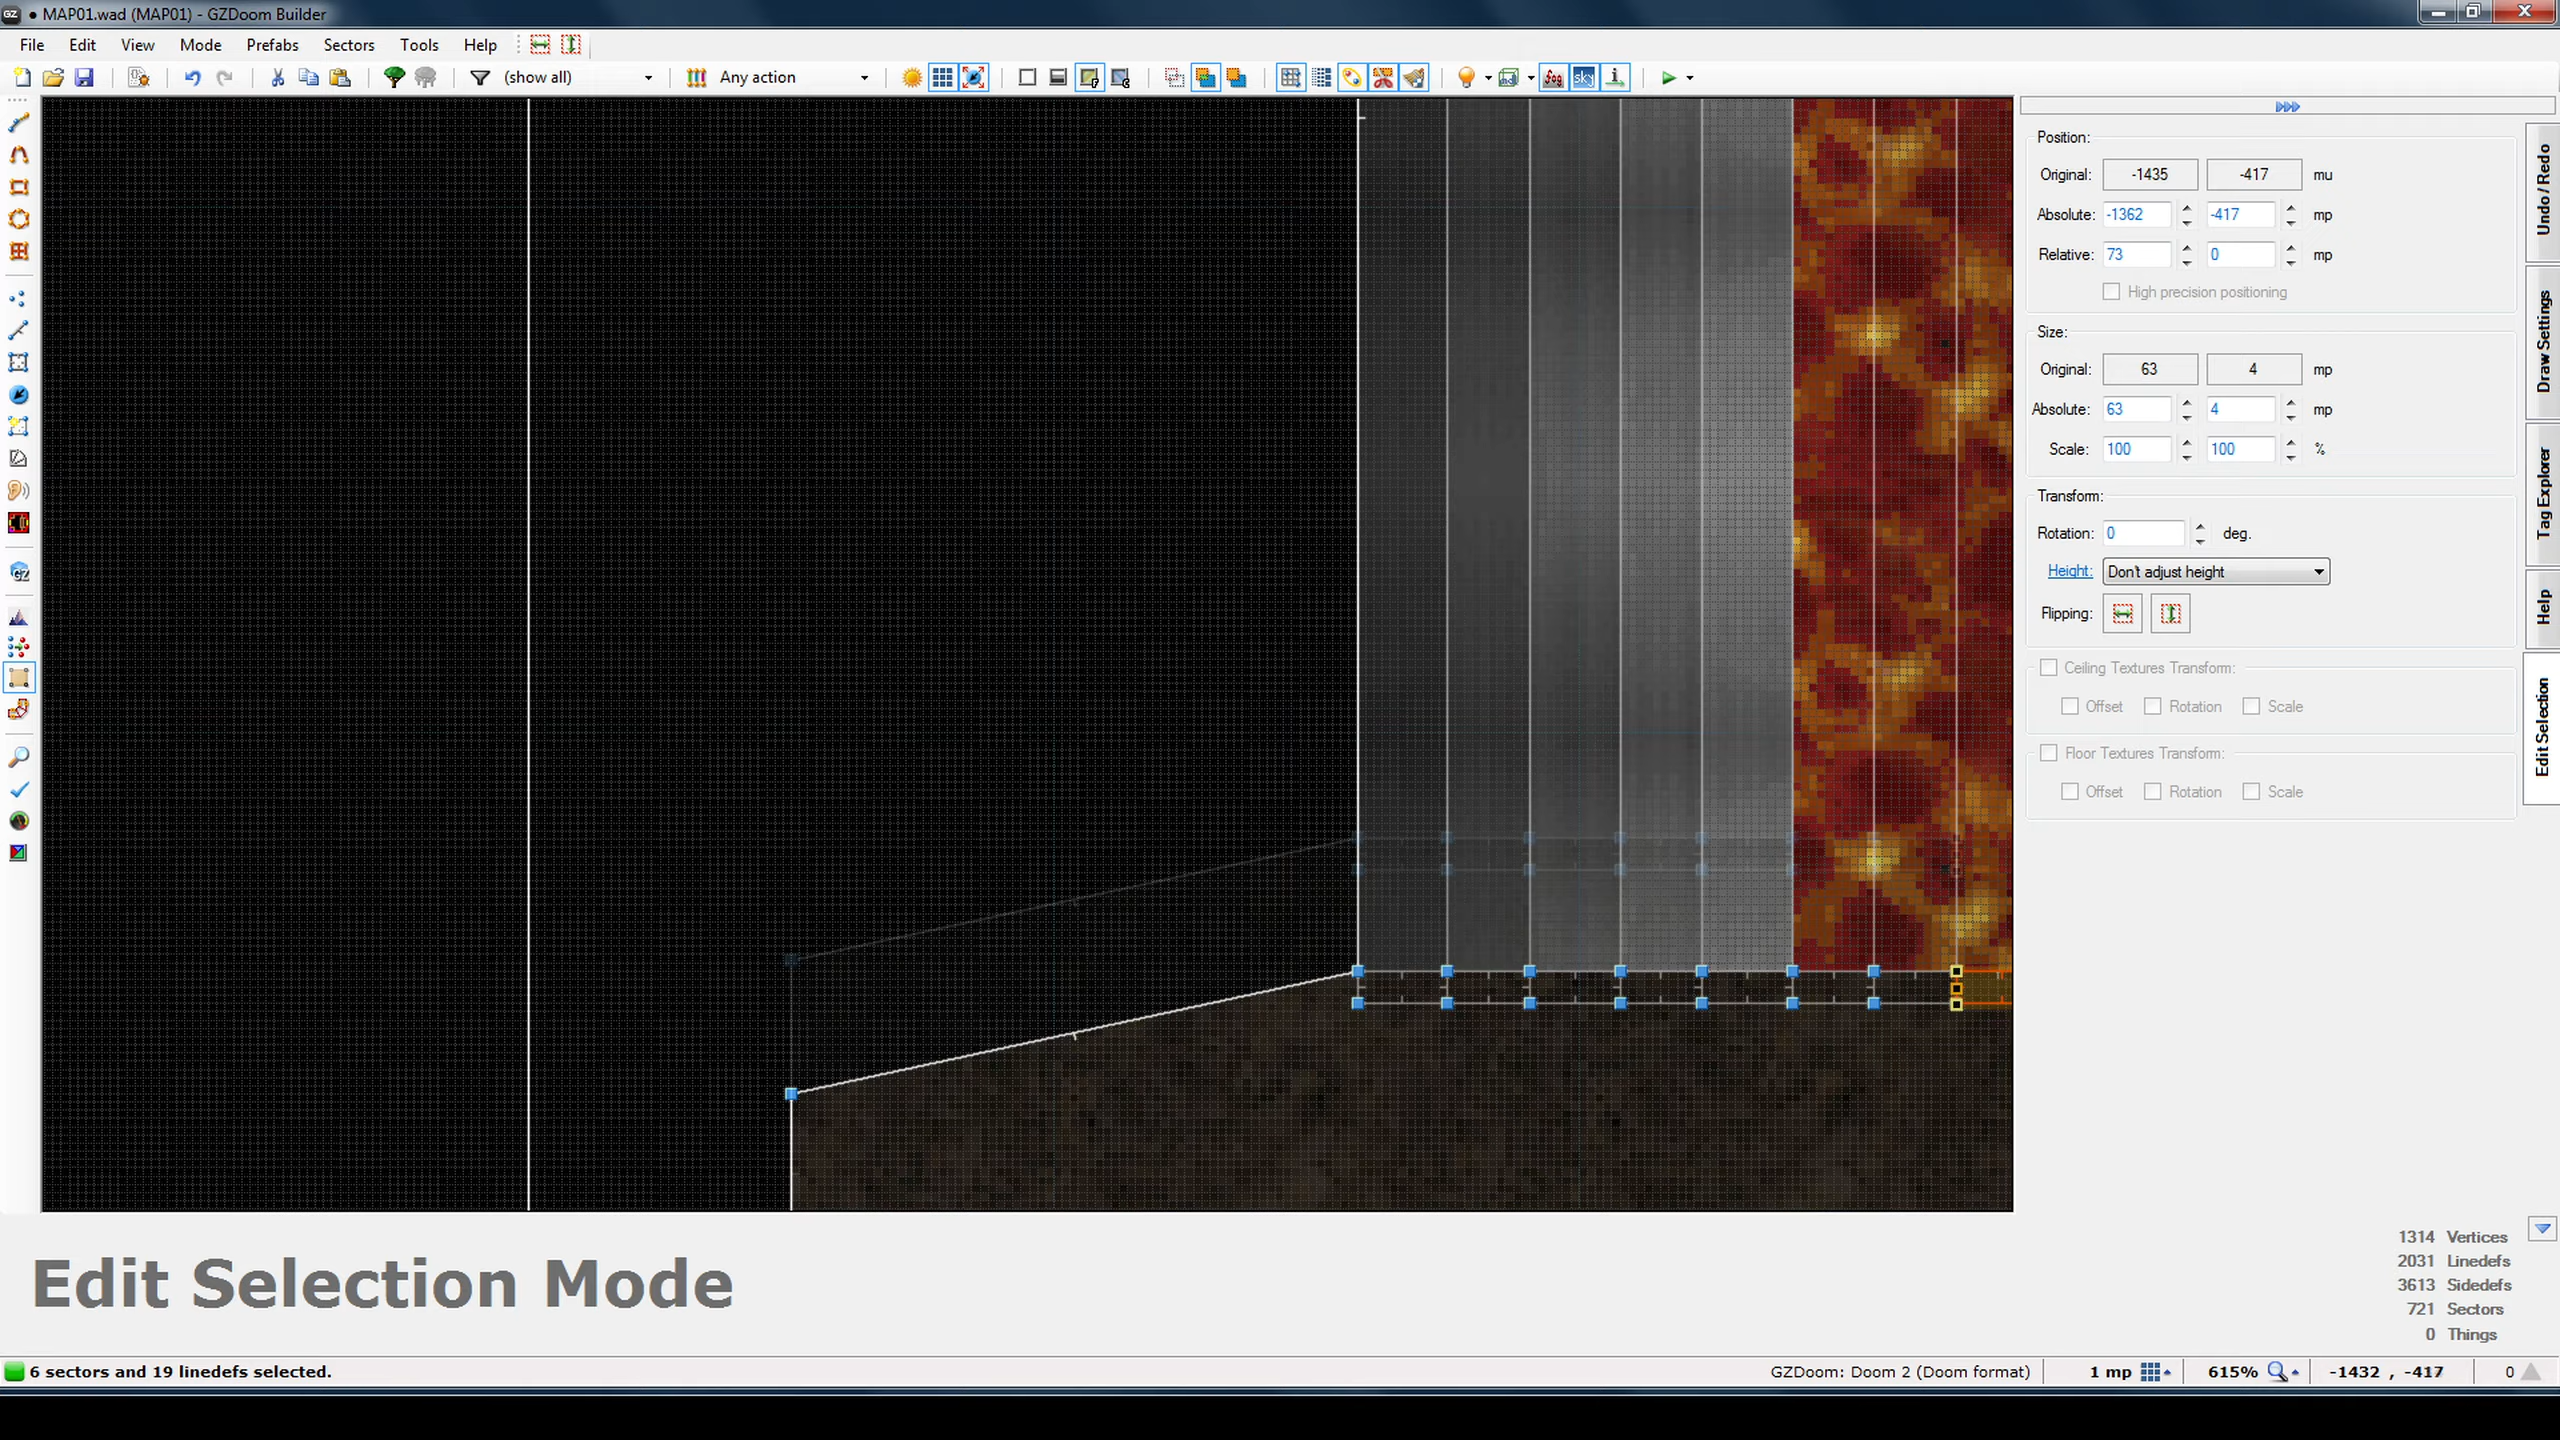 MAP01.wad (MAP01) - GZDoom Builder
File Edit View Mode Prefabs Sectors Tools Help
(show all) Any action fog sky
Position:
Original: -1435 -417 mu
Absolute: -1362 -417 mp
Relative: 73 0 mp
High precision positioning
Size:
Original: 63 4 mp
Absolute: 63 4 mp
Scale: 100 100 %
Transform:
Rotation: 0 deg.
Height: Don't adjust height
Flipping:
Ceiling Textures Transform:
Offset Rotation Scale
Floor Textures Transform:
Offset Rotation Scale
Undo / Redo
Draw Settings
Tag Explorer
Help
Edit Selection
Edit Selection Mode
1314 Vertices
2031 Linedefs
3613 Sidedefs
721 Sectors
0 Things
6 sectors and 19 linedefs selected.
GZDoom: Doom 2 (Doom format) 1 mp 615% -1432 , -417 0